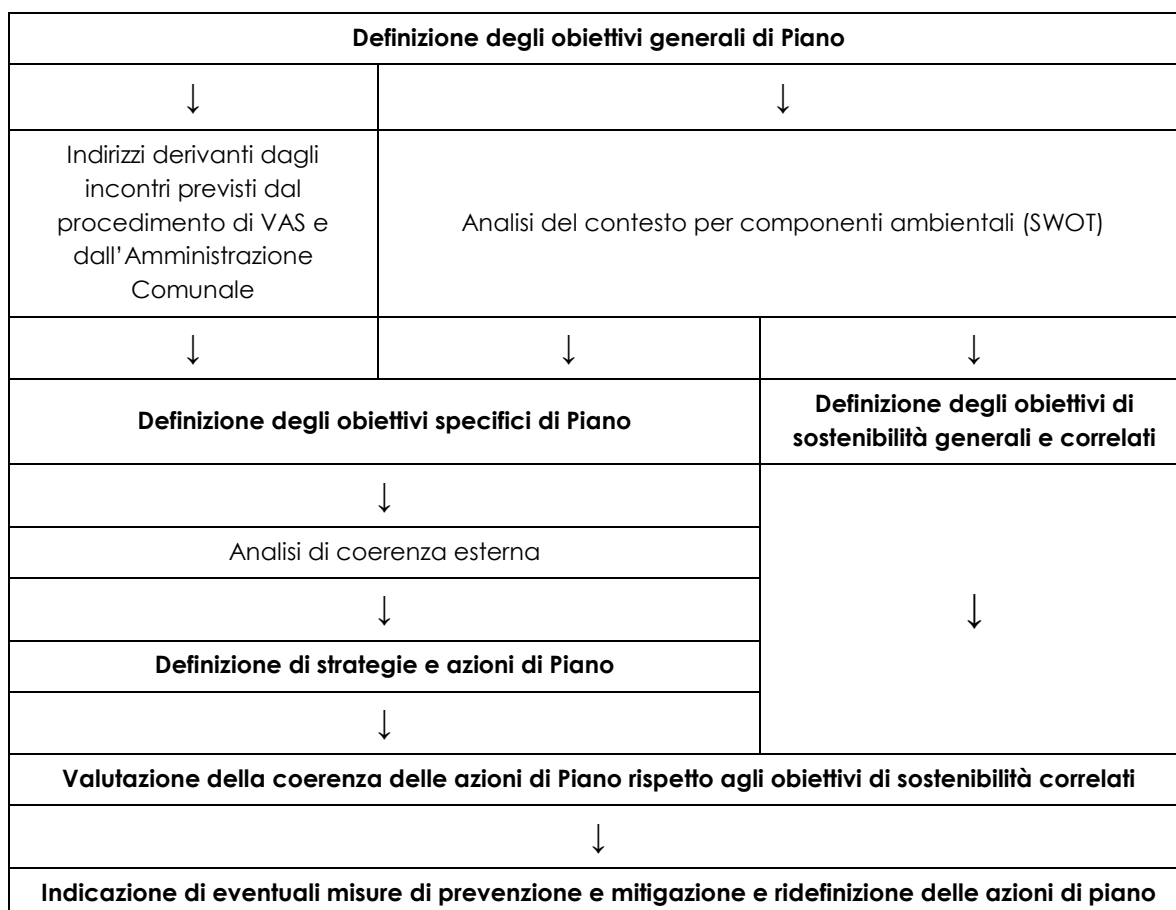 Definizione degli obiettivi generali di Piano
↓ ↓
Indirizzi derivanti dagli
incontri previsti dal
procedimento di VAS e
dall’Amministrazione
Comunale
Analisi del contesto per componenti ambientali (SWOT)
↓ ↓ ↓
Definizione degli obiettivi specifici di Piano
Definizione degli obiettivi di
sostenibilità generali e correlati
↓
Analisi di coerenza esterna
↓
↓
Definizione di strategie e azioni di Piano
↓
Valutazione della coerenza delle azioni di Piano rispetto agli obiettivi di sostenibilità correlati
↓
Indicazione di eventuali misure di prevenzione e mitigazione e ridefinizione delle azioni di piano